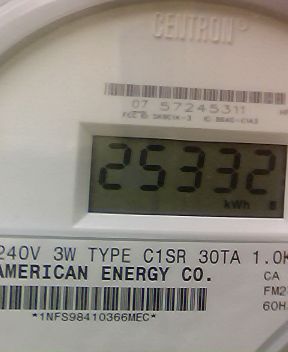 CENTRON®
07 57245311
25332
kWh
240V 3W TYPE C1SR 30TA 1.0K
AMERICAN ENERGY CO.
CA
FM2
60H
*1NFS98410366MEC*